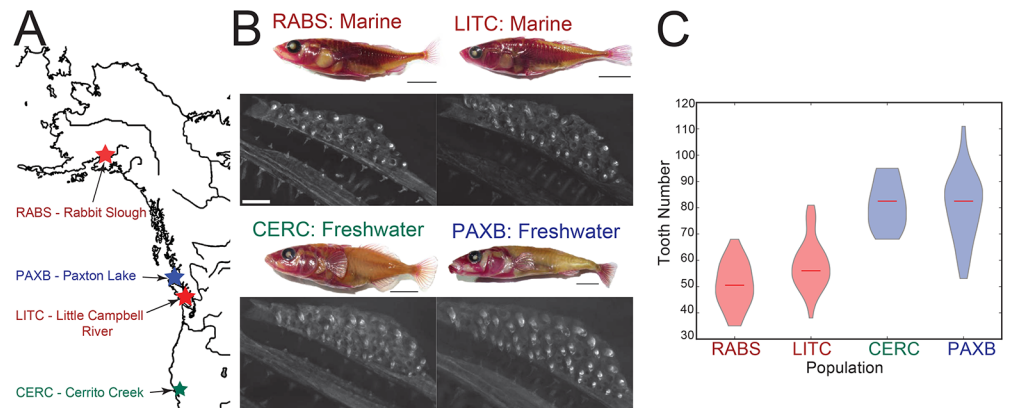 A
RABS - Rabbit Slough
PAXB - Paxton Lake
LITC - Little Campbell
River
CERC - Cerrito Creek
B
RABS: Marine
LITC: Marine
CERC: Freshwater
PAXB: Freshwater
C
Tooth Number
120
110
100
90
80
70
60
50
40
30
RABS
LITC
CERC
PAXB
Population